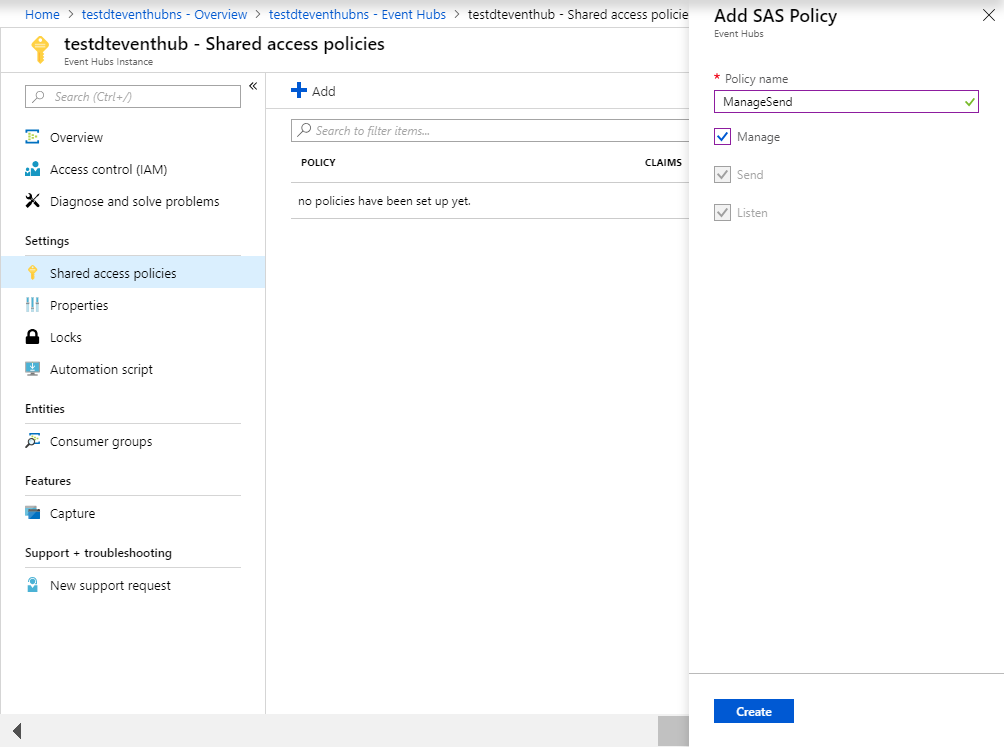 Home > testdteventhubns - Overview > testdteventhubns - Event Hubs > testdteventhub - Shared access policie
testdteventhub - Shared access policies
Event Hubs Instance
Search (Ctrl+/)
«
Overview
Access control (IAM)
Diagnose and solve problems
Settings
Shared access policies
Properties
Locks
Automation script
Entities
Consumer groups
Features
Capture
Support + troubleshooting
New support request
Add
Search to filter items...
POLICY CLAIMS
no policies have been set up yet.
Add SAS Policy
Event Hubs
* Policy name
ManageSend
Manage
Send
Listen
Create